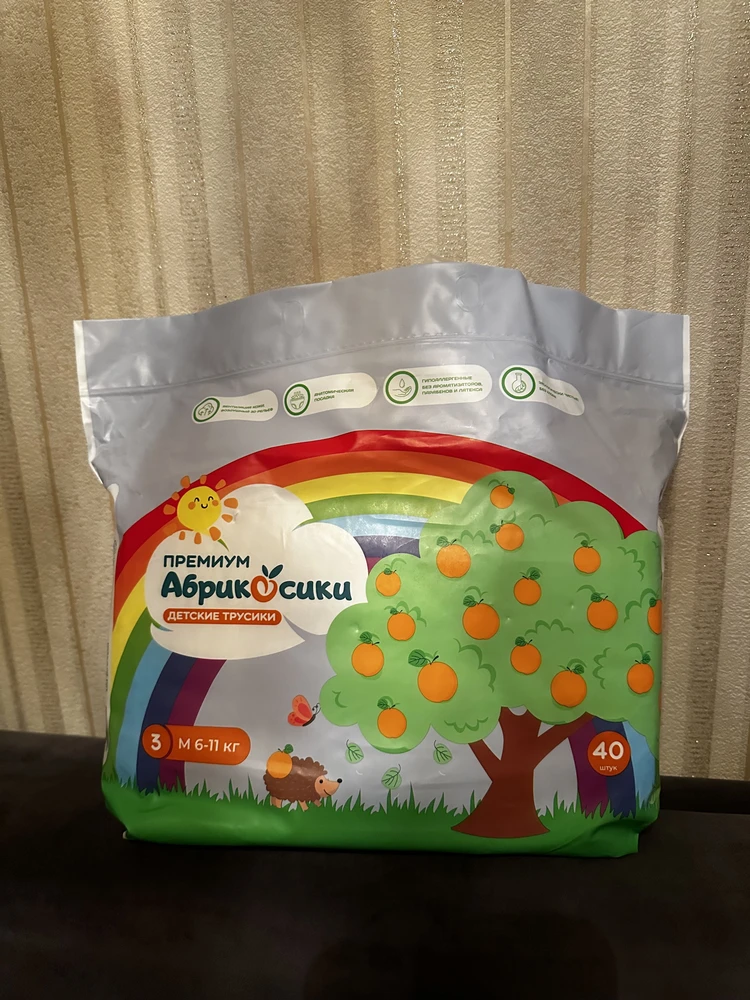 АНАТОМИЧЕСКАЯ
ПОСАДКА
ГИПОАЛЛЕРГЕННЫЕ
БЕЗ АРОМАТИЗАТОРОВ,
ПАРАБЕНОВ И ЛАТЕКСА
ПРЕМИУМ
Абрикосики
ДЕТСКИЕ ТРУСИКИ
3 М 6-11 КГ
40
штук